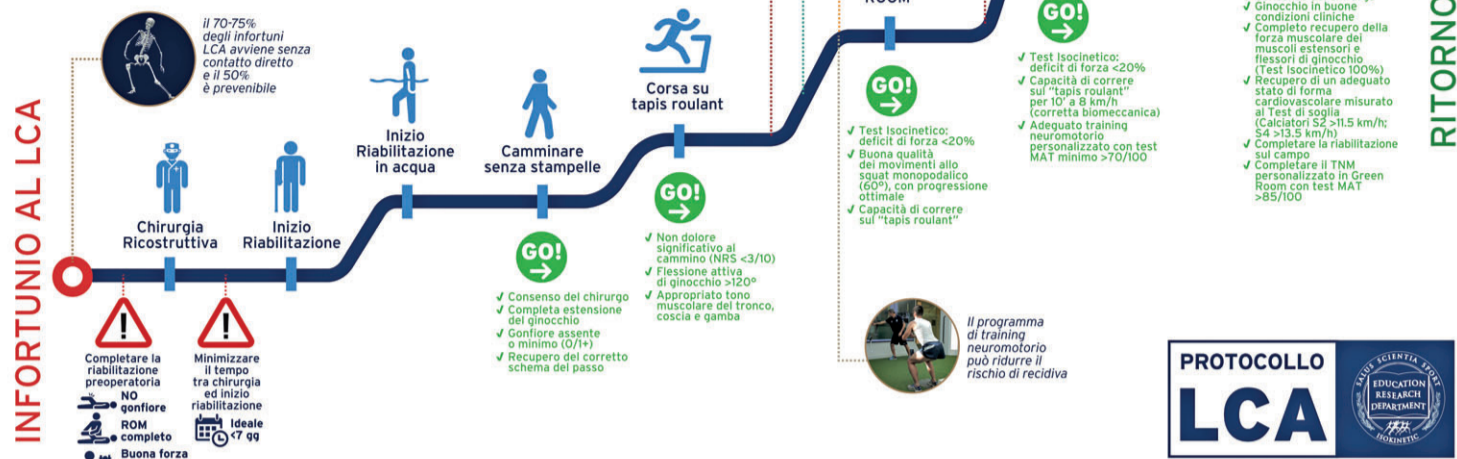 INFORTUNIO AL LCA
il 70-75%
degli infortuni
LCA avviene senza
contatto diretto
e il 50%
è prevenibile
Chirurgia
Ricostruttiva
Inizio
Riabilitazione
Inizio
Riabilitazione
in acqua
Camminare
senza stampelle
Corsa su
tapis roulant
ROOM
!
Completare la
riabilitazione
preoperatoria
NO
gonfiore
ROM
completo
Buona forza
!
Minimizzare
il tempo
tra chirurgia
ed inizio
riabilitazione
Ideale
<7 gg
GO!
✓ Consenso del chirurgo
✓ Completa estensione
del ginocchio
✓ Gonfiore assente
o minimo (0/1+)
✓ Recupero del corretto
schema del passo
GO!
✓ Non dolore
significativo al
cammino (NRS <3/10)
✓ Flessione attiva
di ginocchio >120°
✓ Appropriato tono
muscolare del tronco,
coscia e gamba
GO!
✓ Test Isocinetico:
deficit di forza <20%
✓ Buona qualità
dei movimenti allo
squat monopodalico
(60°), con progressione
ottimale
✓ Capacità di correre
sul "tapis roulant"
GO!
✓ Test Isocinetico:
deficit di forza <20%
✓ Capacità di correre
sul "tapis roulant"
per 10' a 8 km/h
(corretta biomeccanica)
✓ Adeguato training
neuromotorio
personalizzato con test
MAT minimo >70/100
✓ Ginocchio in buone
condizioni cliniche
✓ Completo recupero della
forza muscolare dei
muscoli estensori e
flessori di ginocchio
(Test Isocinetico 100%)
✓ Recupero di un adeguato
stato di forma
cardiovascolare misurato
al Test di soglia
(Calciatori S2 >11.5 km/h;
S4 >13.5 km/h)
✓ Completare la riabilitazione
sul campo
✓ Completare il TNM
personalizzato in Green
Room con test MAT
>85/100
RITORNO
Il programma
di training
neuromotorio
può ridurre il
rischio di recidiva
PROTOCOLLO
LCA
SALUS SCIENTIA SPORT
EDUCATION
RESEARCH
DEPARTMENT
ISOKINETIC